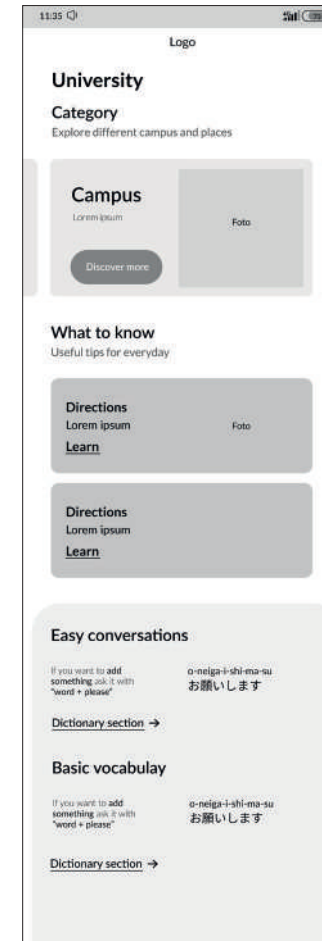 11:35
Logo
University
Category
Explore different campus and places
Campus
Lorem ipsum
Foto
Discover more
What to know
Useful tips for everyday
Directions
Lorem ipsum
Foto
Learn
Directions
Lorem ipsum
Learn
Easy conversations
If you want to add
something ask it with
"word + please"
o-neiga-i-shi-ma-su
お願いします
Dictionary section →
Basic vocabulay
If you want to add
something ask it with
"word + please"
o-neiga-i-shi-ma-su
お願いします
Dictionary section →